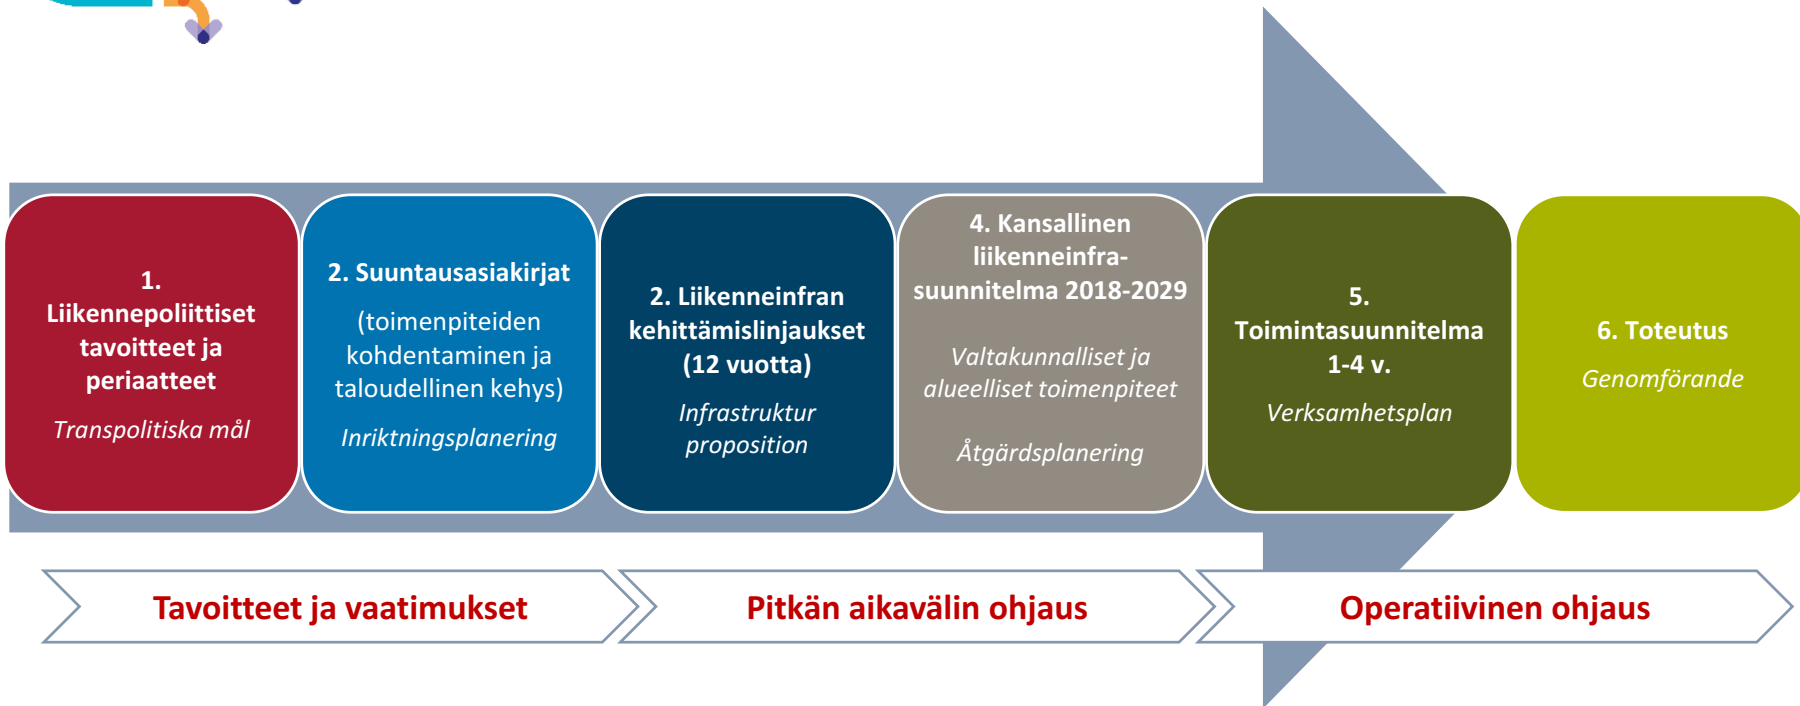 1.
Liikennepoliittiset
tavoitteet ja
periaatteet
Transpolitiska mål
2. Suuntausasiakirjat
(toimenpiteiden
kohdentaminen ja
taloudellinen kehys)
Inriktningsplanering
2. Liikenneinfran
kehittämislinjaukset
(12 vuotta)
Infrastruktur
proposition
4. Kansallinen
liikenneinfra-
suunnitelma 2018-2029
Valtakunnalliset ja
alueelliset toimenpiteet
Åtgärdsplanering
5.
Toimintasuunnitelma
1-4 v.
Verksamhetsplan
6. Toteutus
Genomförande
Tavoitteet ja vaatimukset
Pitkän aikavälin ohjaus
Operatiivinen ohjaus